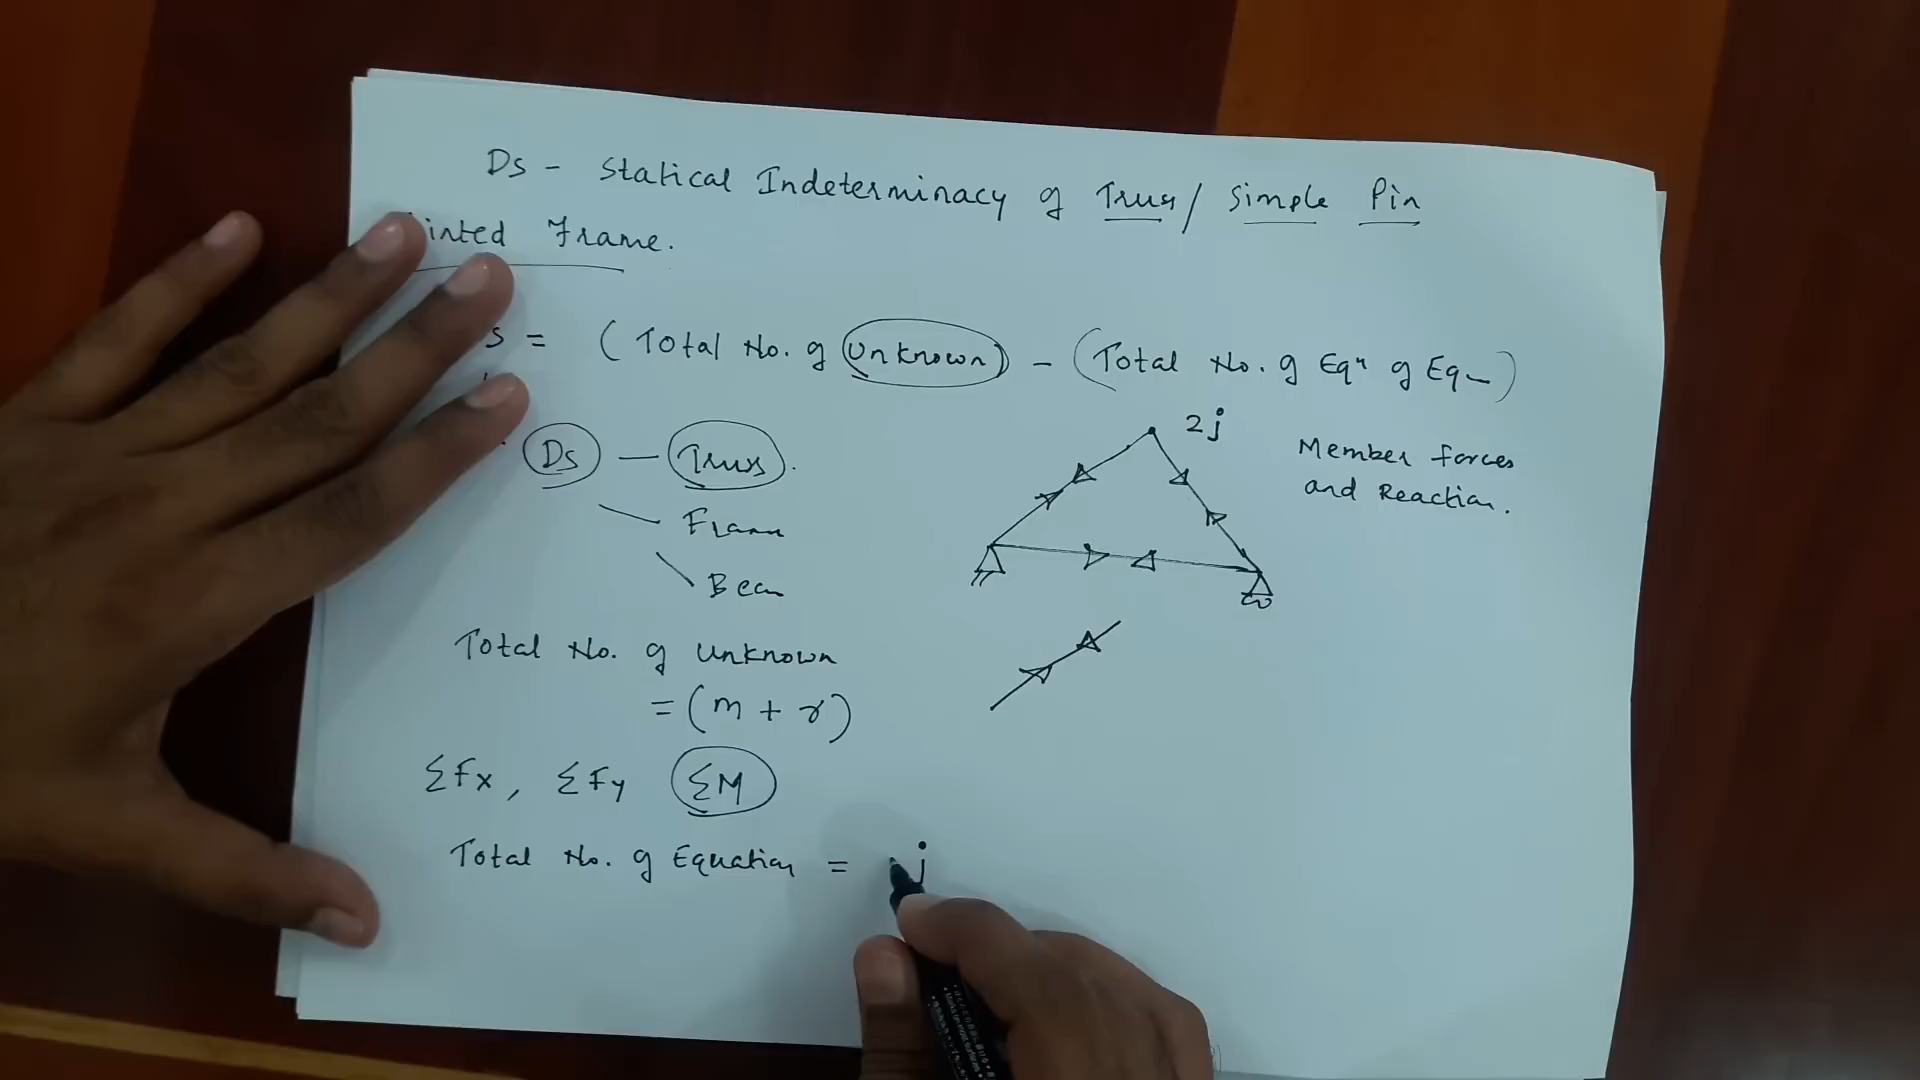 Ds - Statical Indeterminacy of Truss / Simple Pin
inted Frame.
s = (Total No. of Unknown) - (Total No. of Eqn of Eq~)
Ds - Truss.
Frame
Beam
2j
Member forces
and Reaction.
Total No. of Unknown
= (m + r)
ΣFx, ΣFy ΣM
Total No. of Equation = j